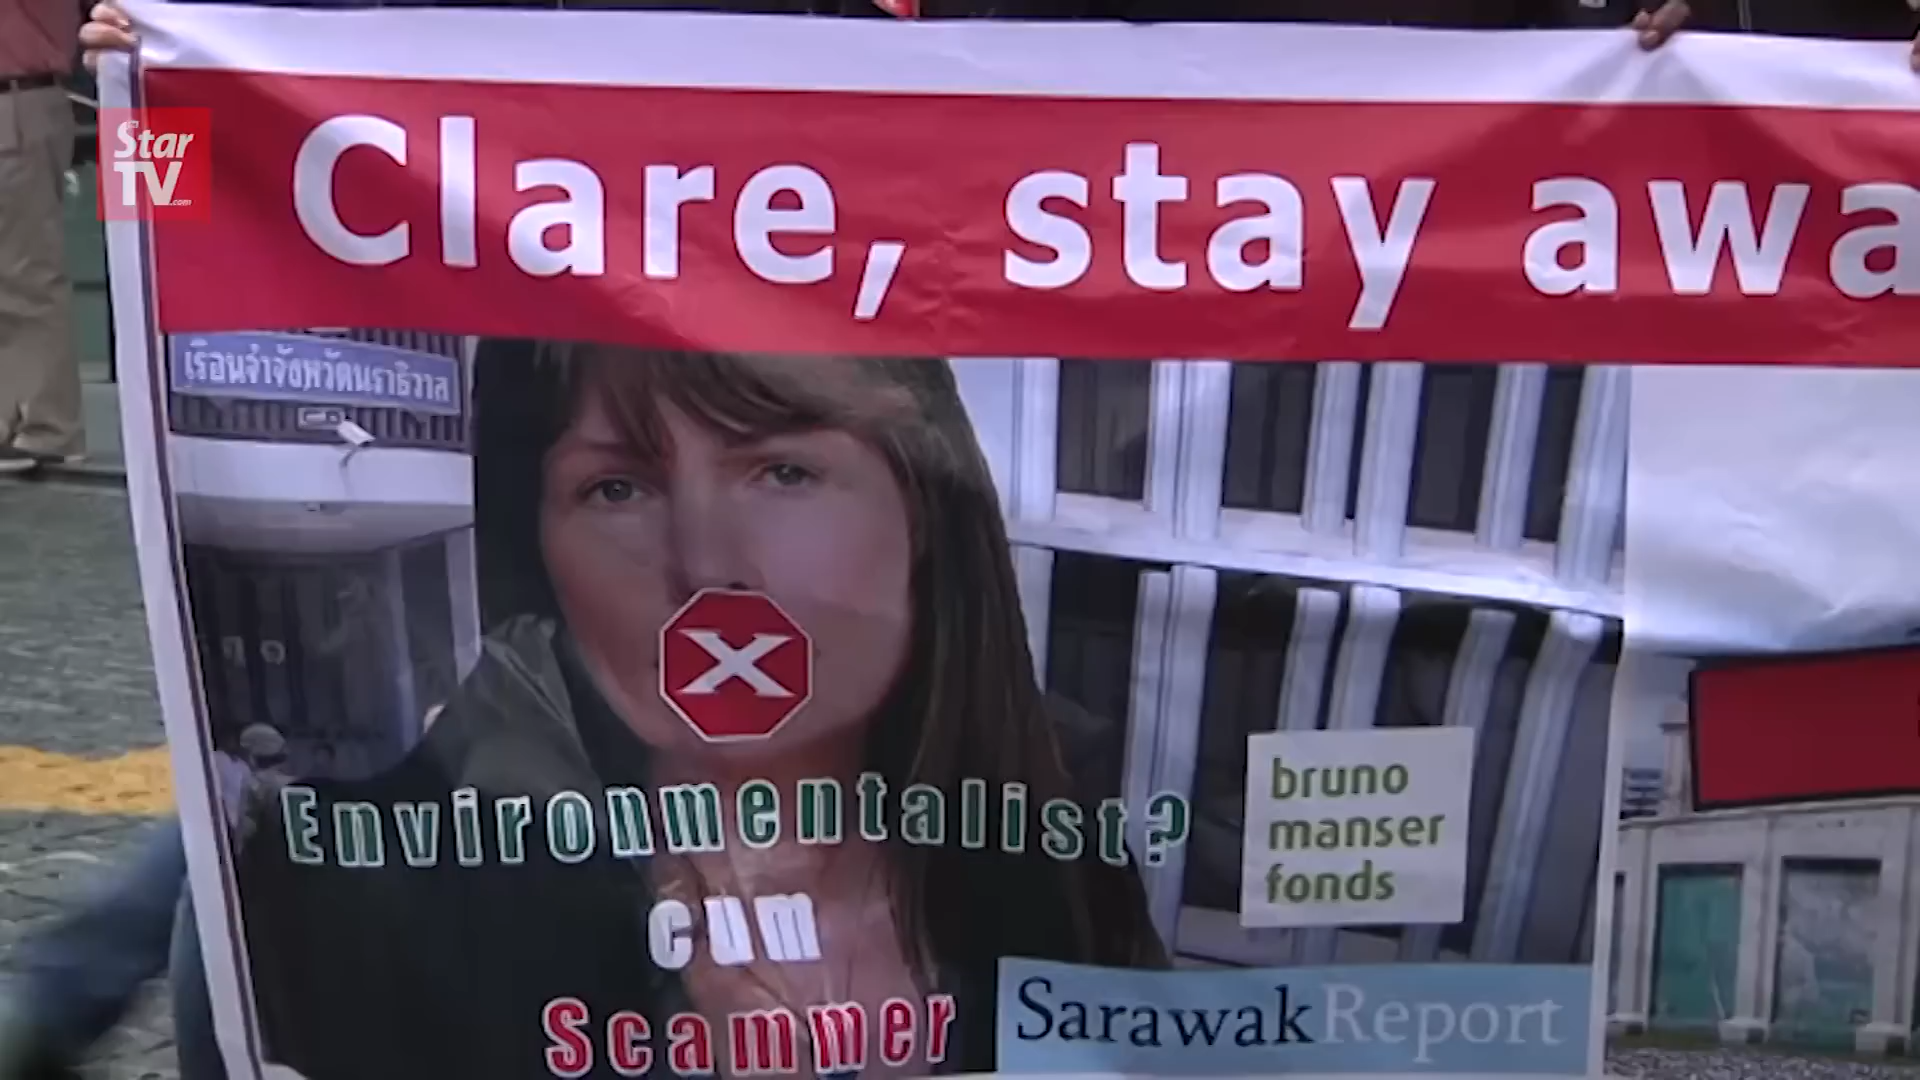 Star
TV.com
Clare, stay awa
เรือนจำจังหวัดนราธิวาส
X
Environmentalist?
cum
Scammer
bruno
manser
fonds
SarawakReport